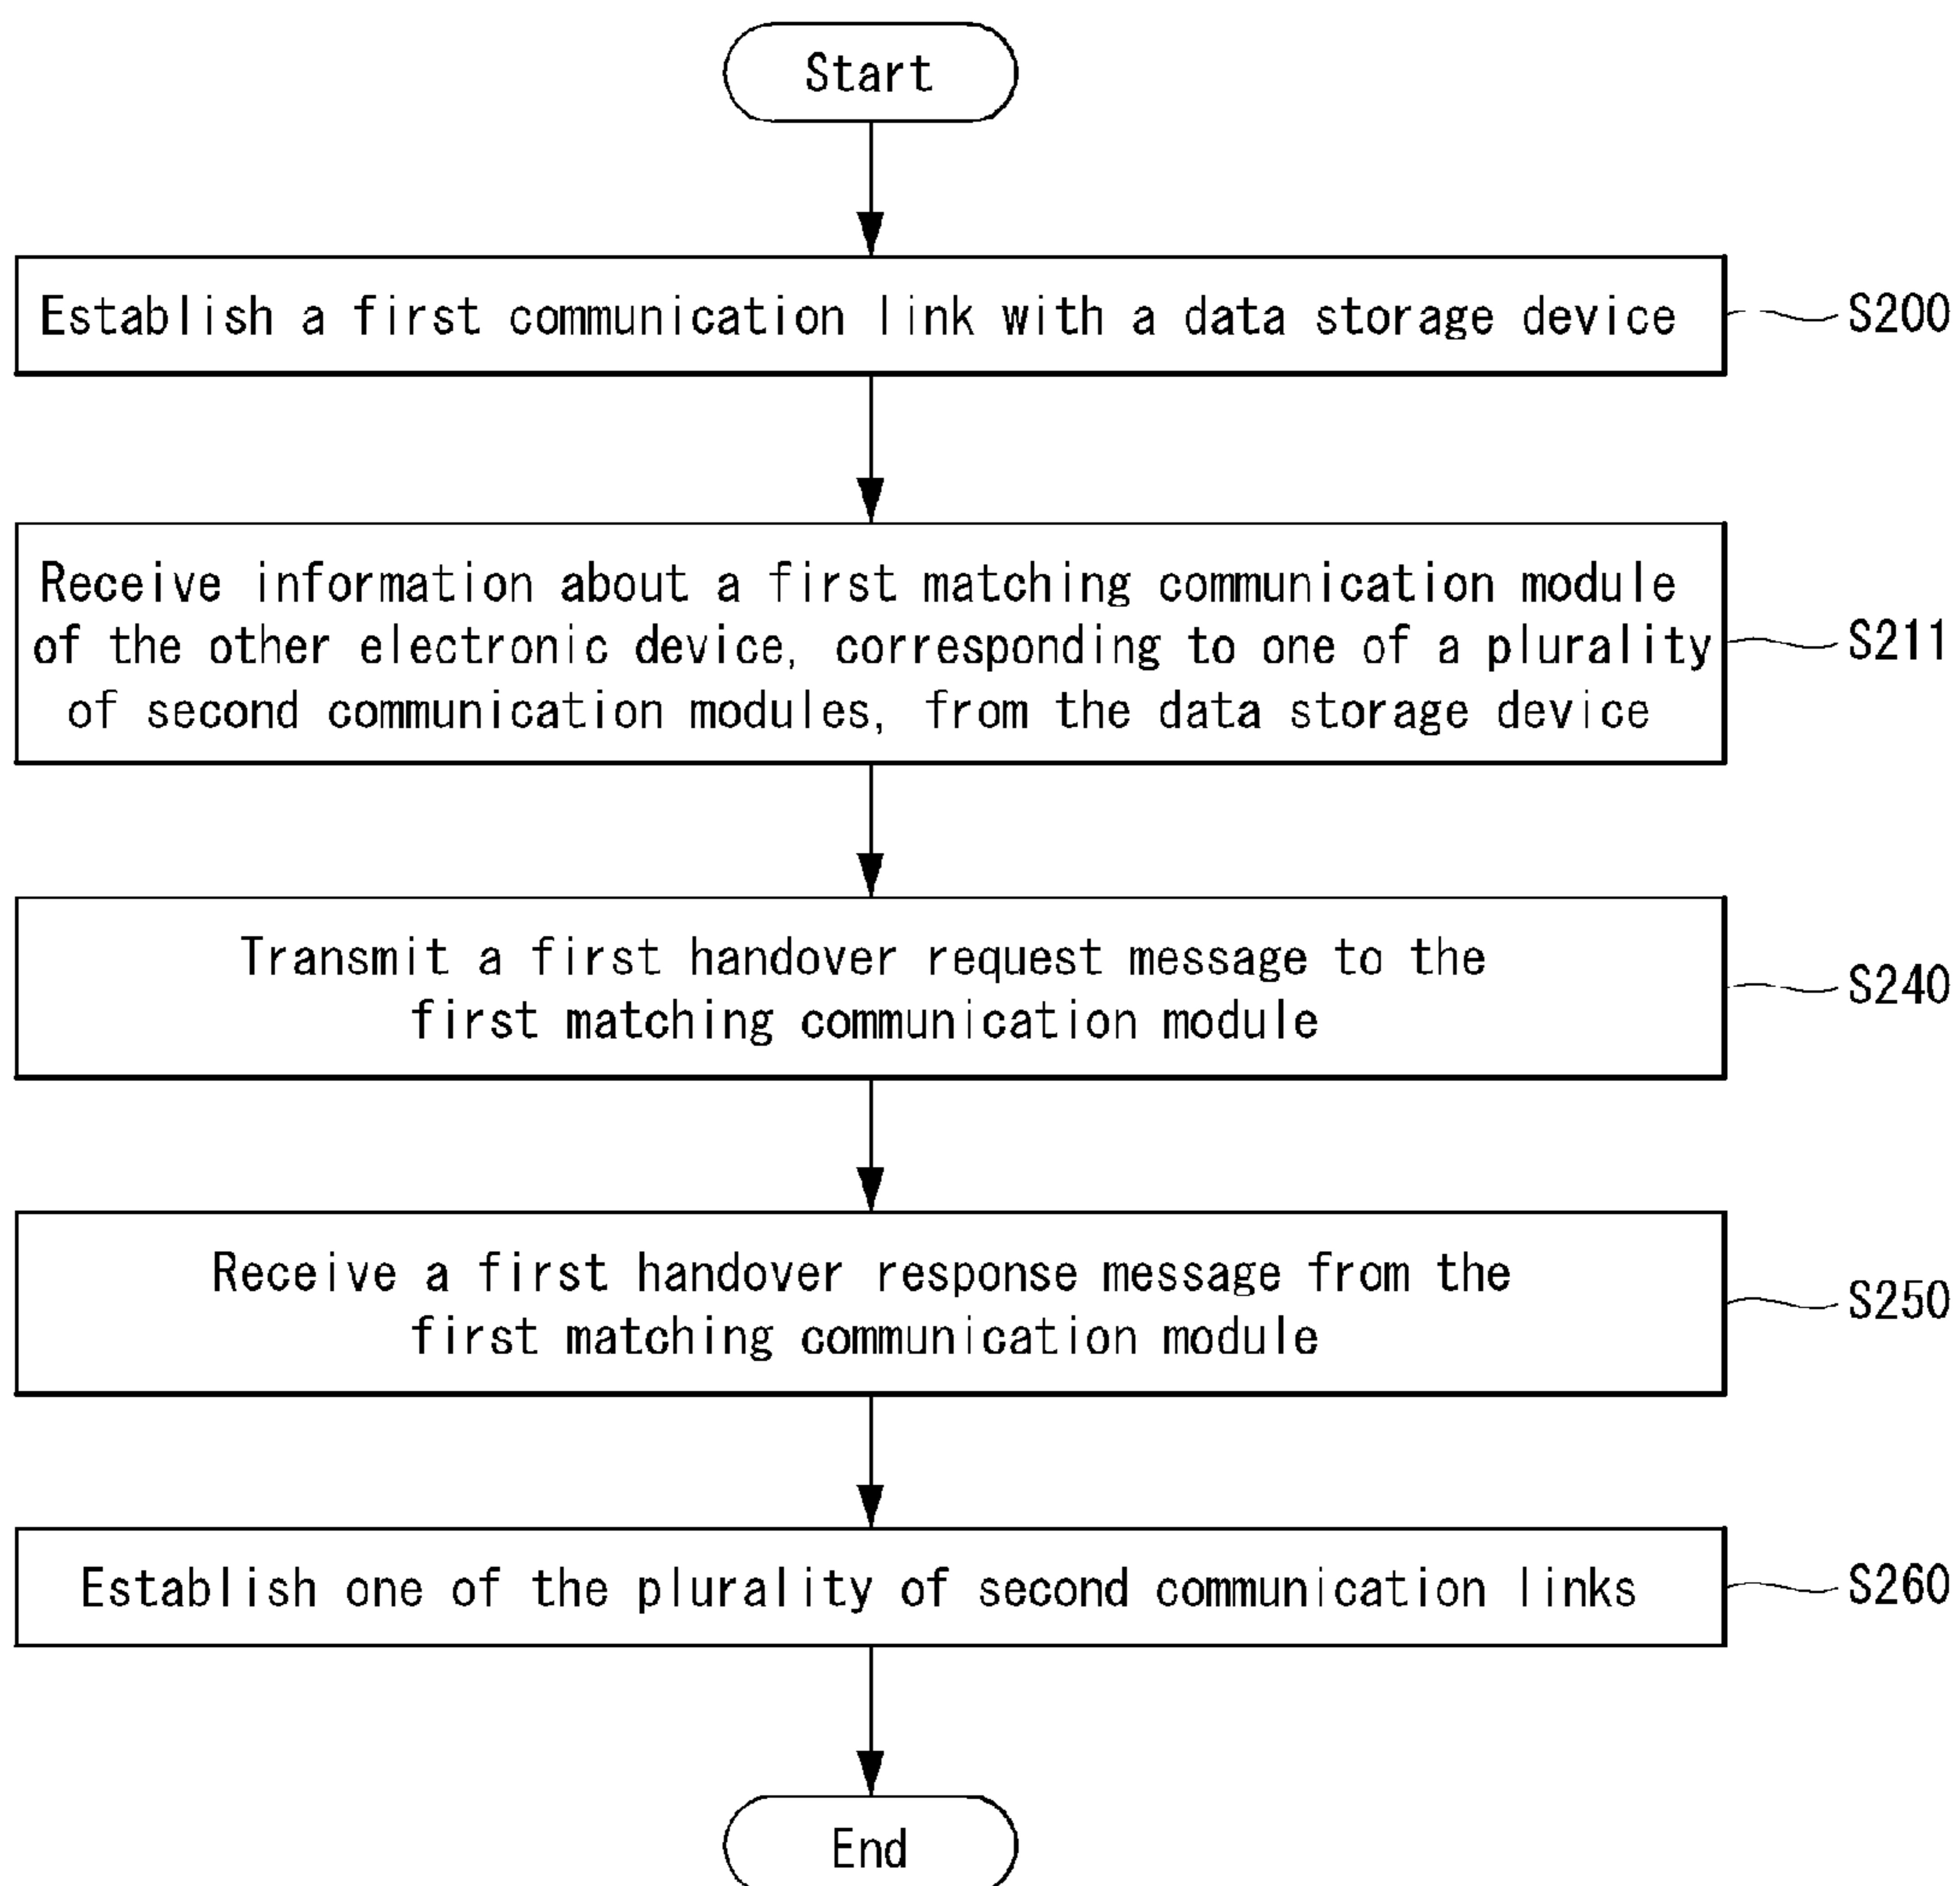 Start
Establish a first communication link with a data storage device
S200
Receive information about a first matching communication module
of the other electronic device, corresponding to one of a plurality
of second communication modules, from the data storage device
S211
Transmit a first handover request message to the
first matching communication module
S240
Receive a first handover response message from the
first matching communication module
S250
Establish one of the plurality of second communication links
S260
End